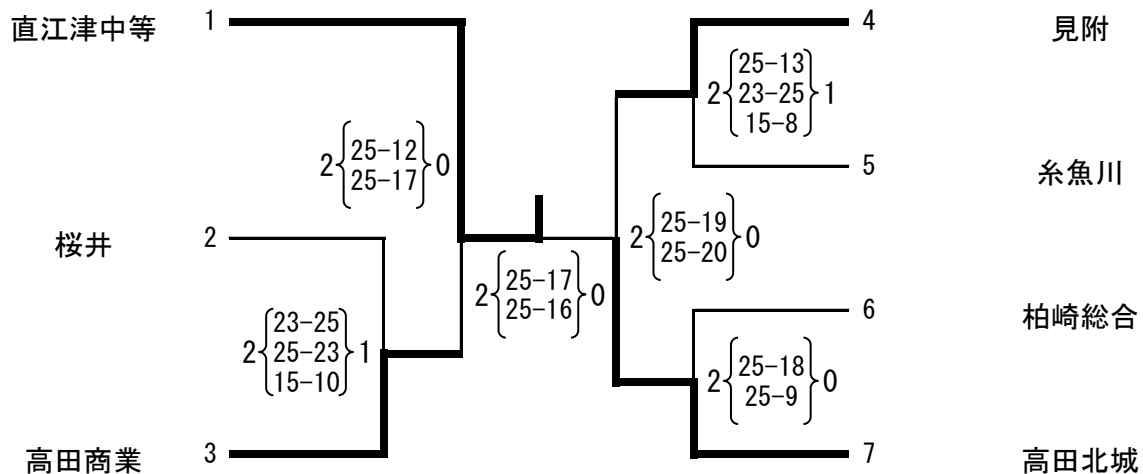 直江津中等 1
4 見附
2 25-13 1
23-25
15-8
2 25-12 0
25-17
5 糸魚川
桜井 2
2 25-19 0
25-20
2 25-17 0
25-16
6 柏崎総合
2 23-25 1
25-23
15-10
2 25-18 0
25-9
高田商業 3
7 高田北城